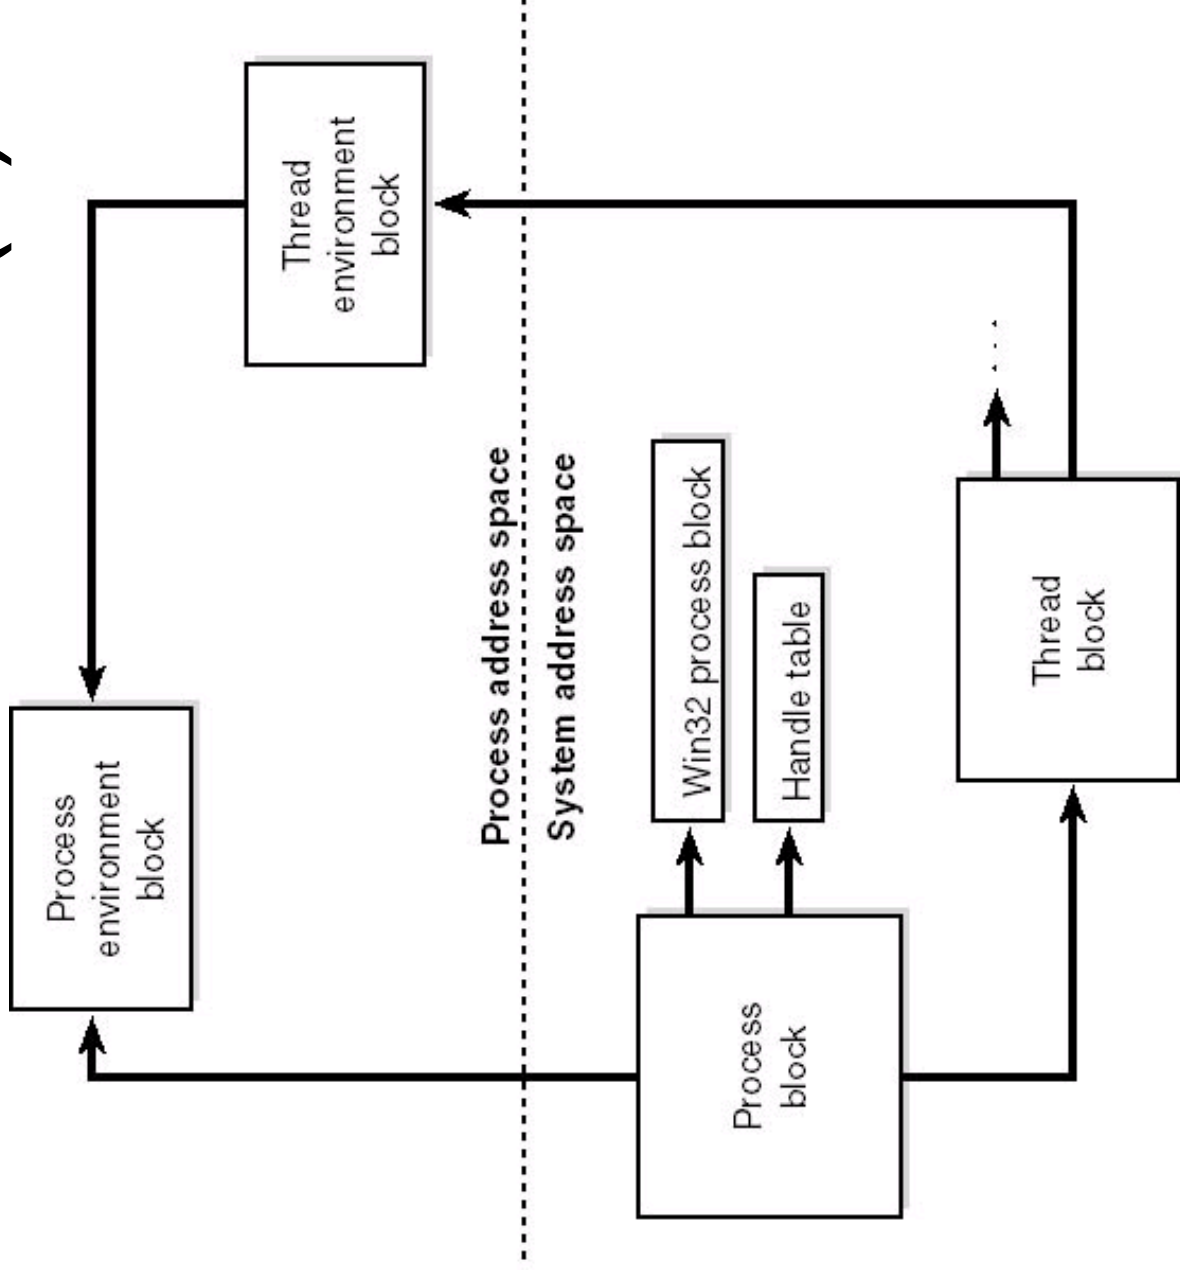 Process
environment
block
Thread
environment
block
Process address space
System address space
Process
block
Win32 process block
Handle table
Thread
block
. . .